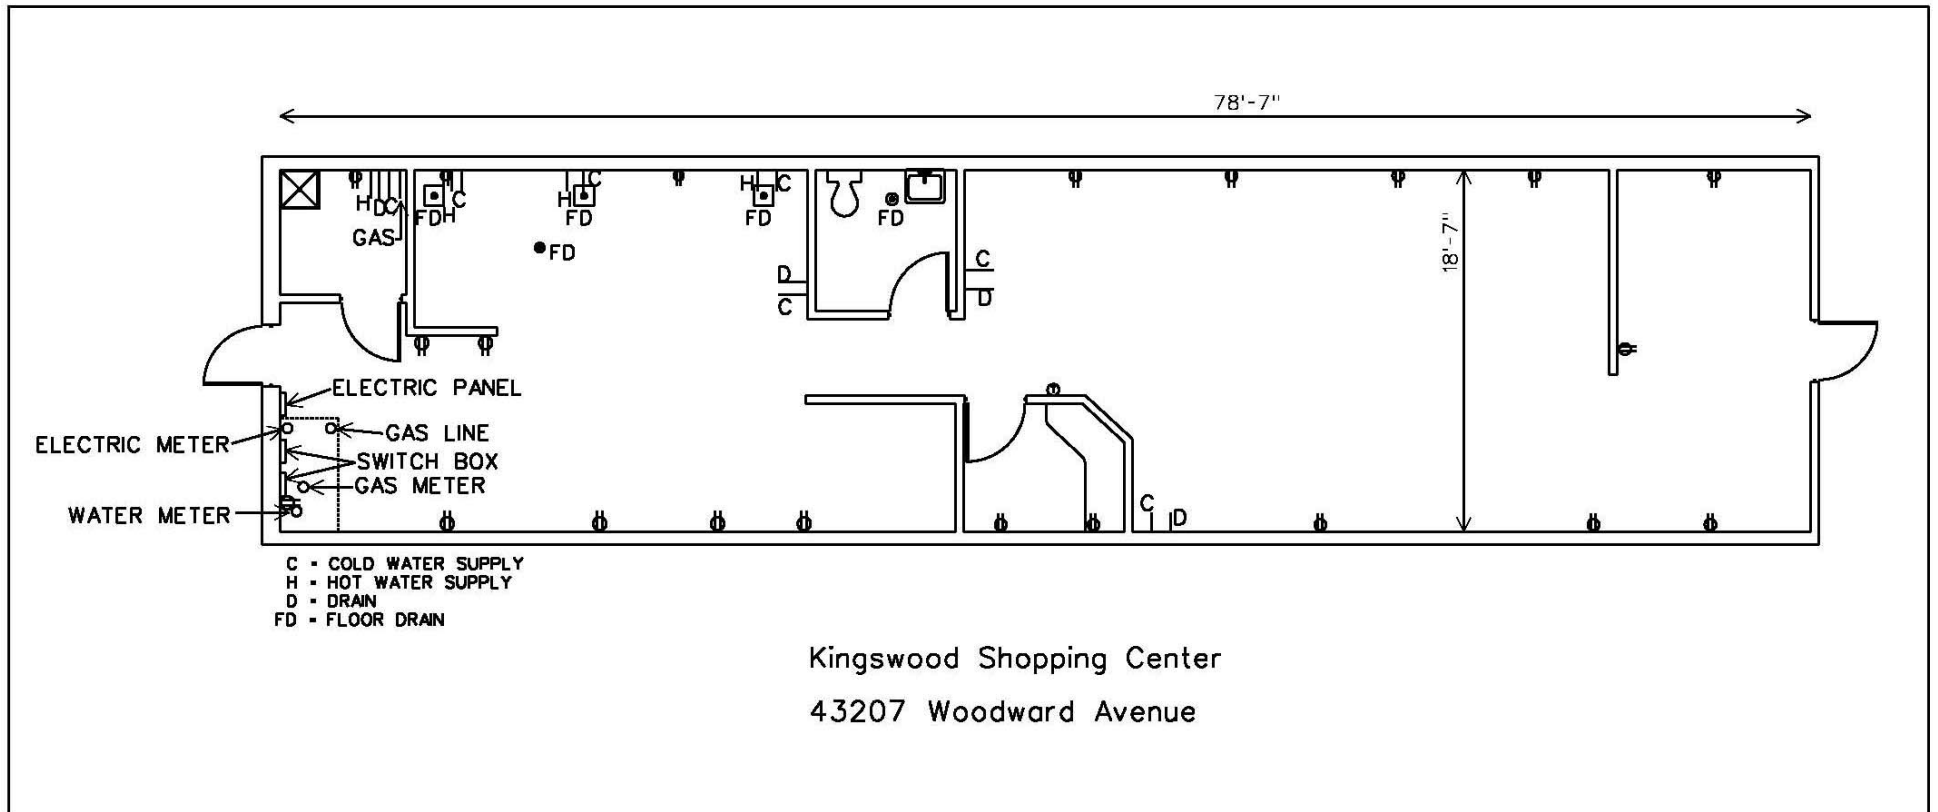 78'-7"
18'-7"
H
D
C
GAS
FD
H
C
H
C
FD
H
C
FD
FD
FD
D
C
C
D
ELECTRIC PANEL
ELECTRIC METER
GAS LINE
SWITCH BOX
GAS METER
WATER METER
C
D
C - COLD WATER SUPPLY
H - HOT WATER SUPPLY
D - DRAIN
FD - FLOOR DRAIN
Kingswood Shopping Center
43207 Woodward Avenue